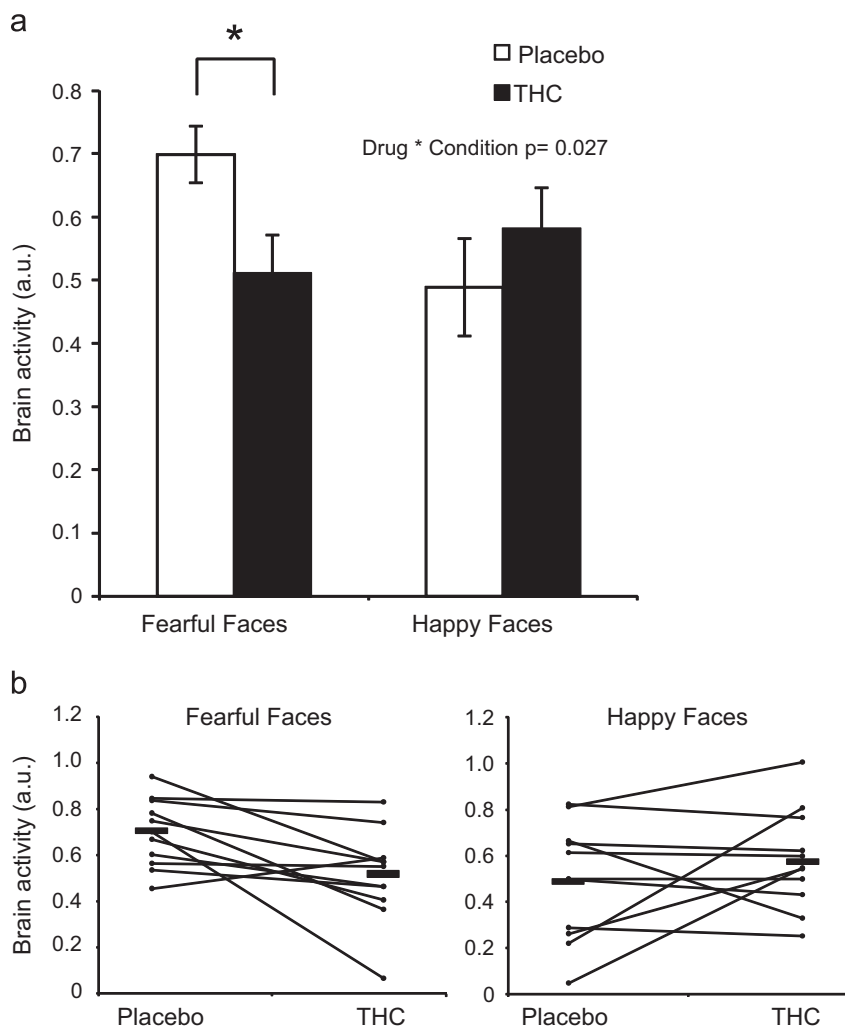 a
*
Placebo
THC
Drug * Condition p= 0.027
Brain activity (a.u.)
0.8
0.7
0.6
0.5
0.4
0.3
0.2
0.1
0
Fearful Faces
Happy Faces
b
Fearful Faces
Brain activity (a.u.)
1.2
1.0
0.8
0.6
0.4
0.2
0
Placebo
THC
Happy Faces
1.2
1.0
0.8
0.6
0.4
0.2
0
Placebo
THC